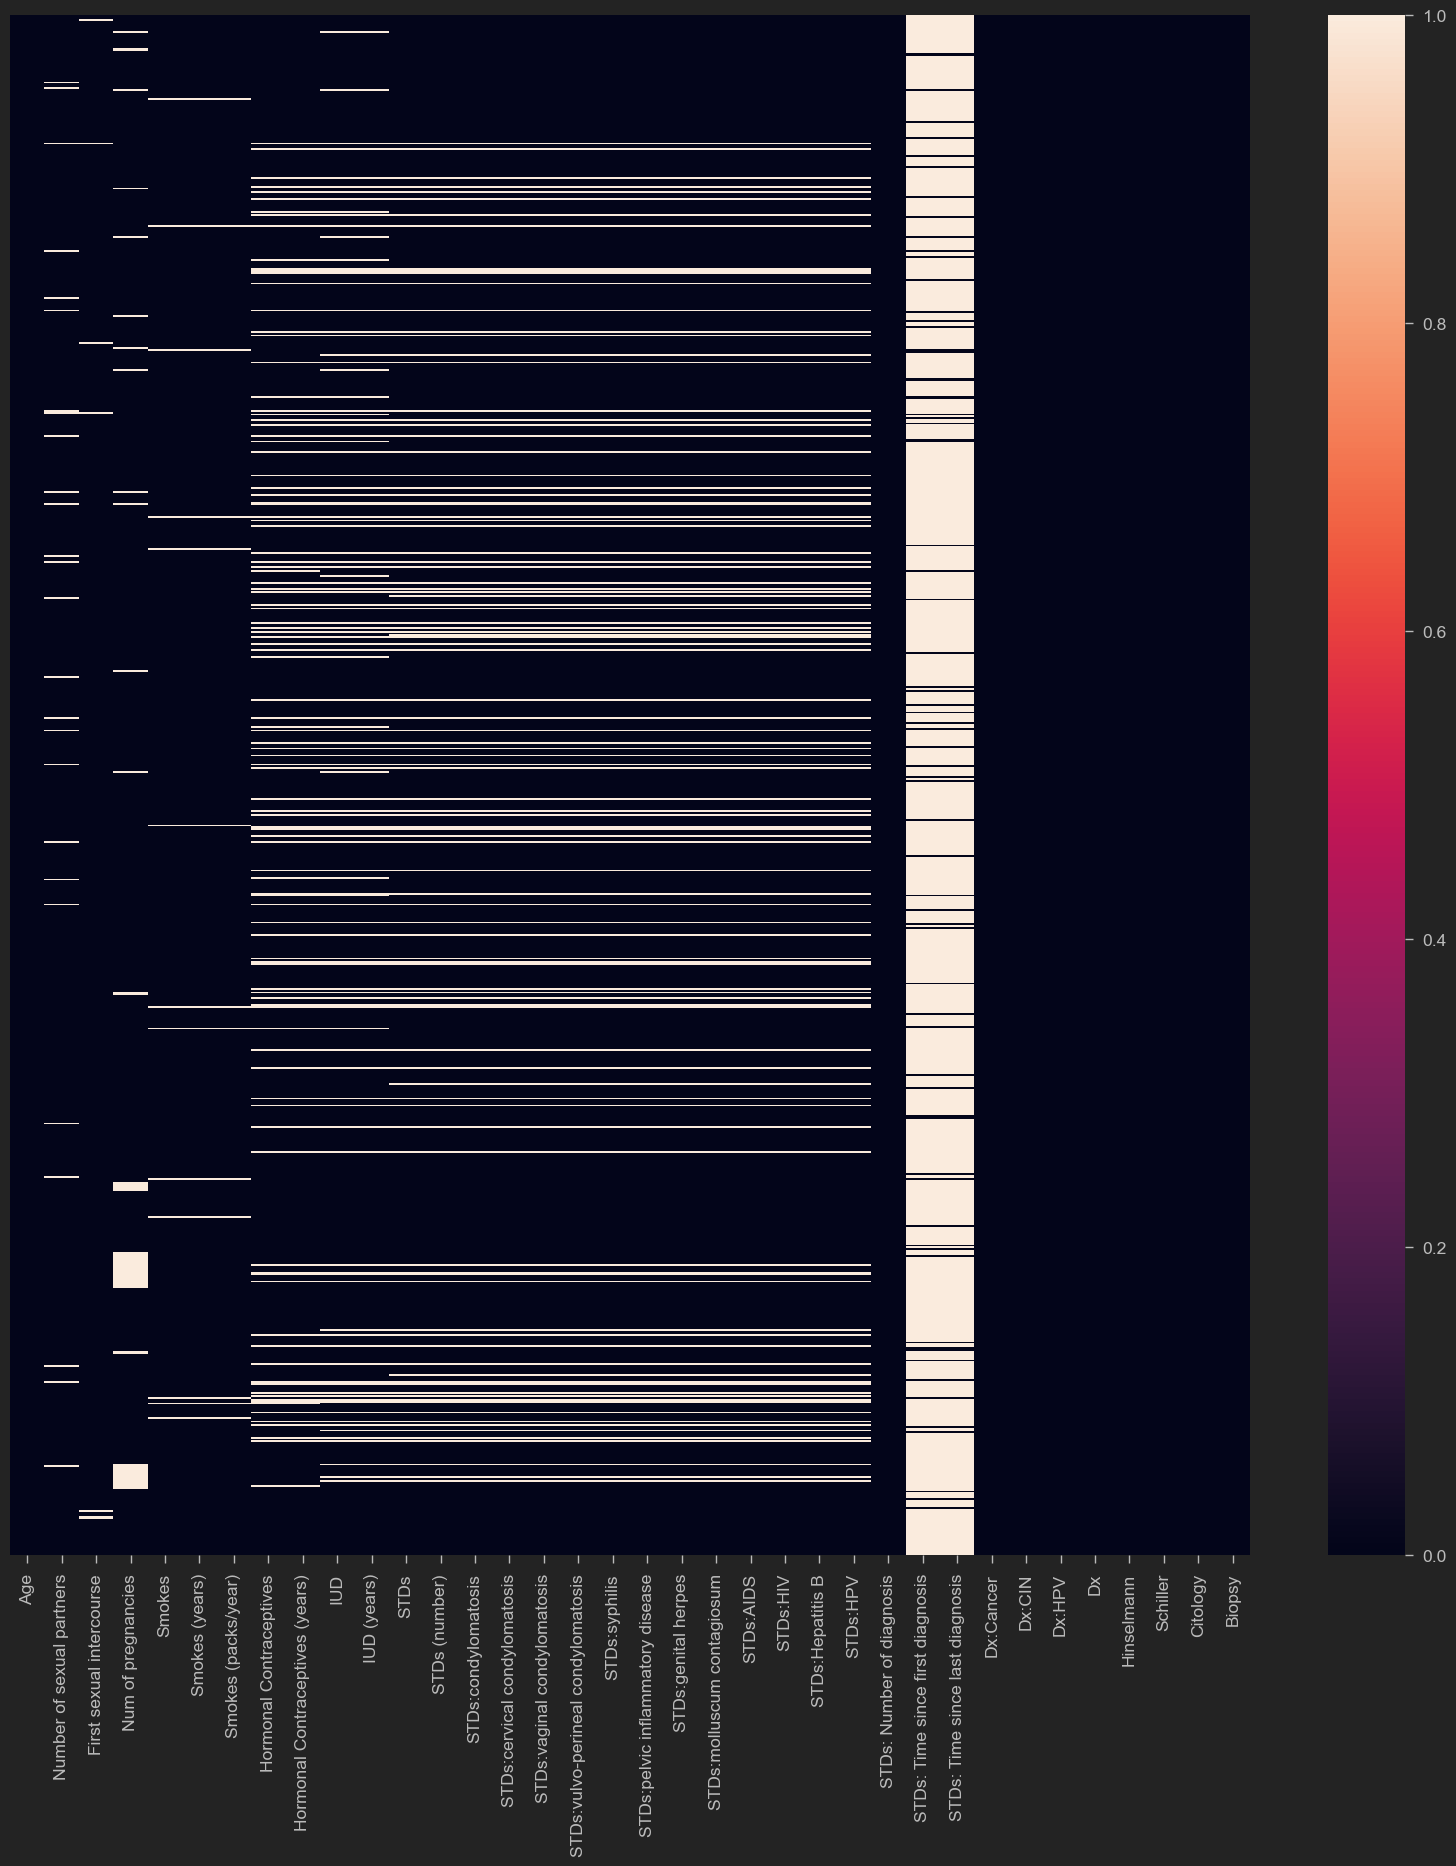 1.0
0.8
0.6
0.4
0.2
0.0
Age
Number of sexual partners
First sexual intercourse
Num of pregnancies
Smokes
Smokes (years)
Smokes (packs/year)
Hormonal Contraceptives
Hormonal Contraceptives (years)
IUD
IUD (years)
STDs
STDs (number)
STDs:condylomatosis
STDs:cervical condylomatosis
STDs:vaginal condylomatosis
STDs:vulvo-perineal condylomatosis
STDs:syphilis
STDs:pelvic inflammatory disease
STDs:genital herpes
STDs:molluscum contagiosum
STDs:AIDS
STDs:HIV
STDs:Hepatitis B
STDs:HPV
STDs: Number of diagnosis
STDs: Time since first diagnosis
STDs: Time since last diagnosis
Dx:Cancer
Dx:CIN
Dx:HPV
Dx
Hinselmann
Schiller
Citology
Biopsy